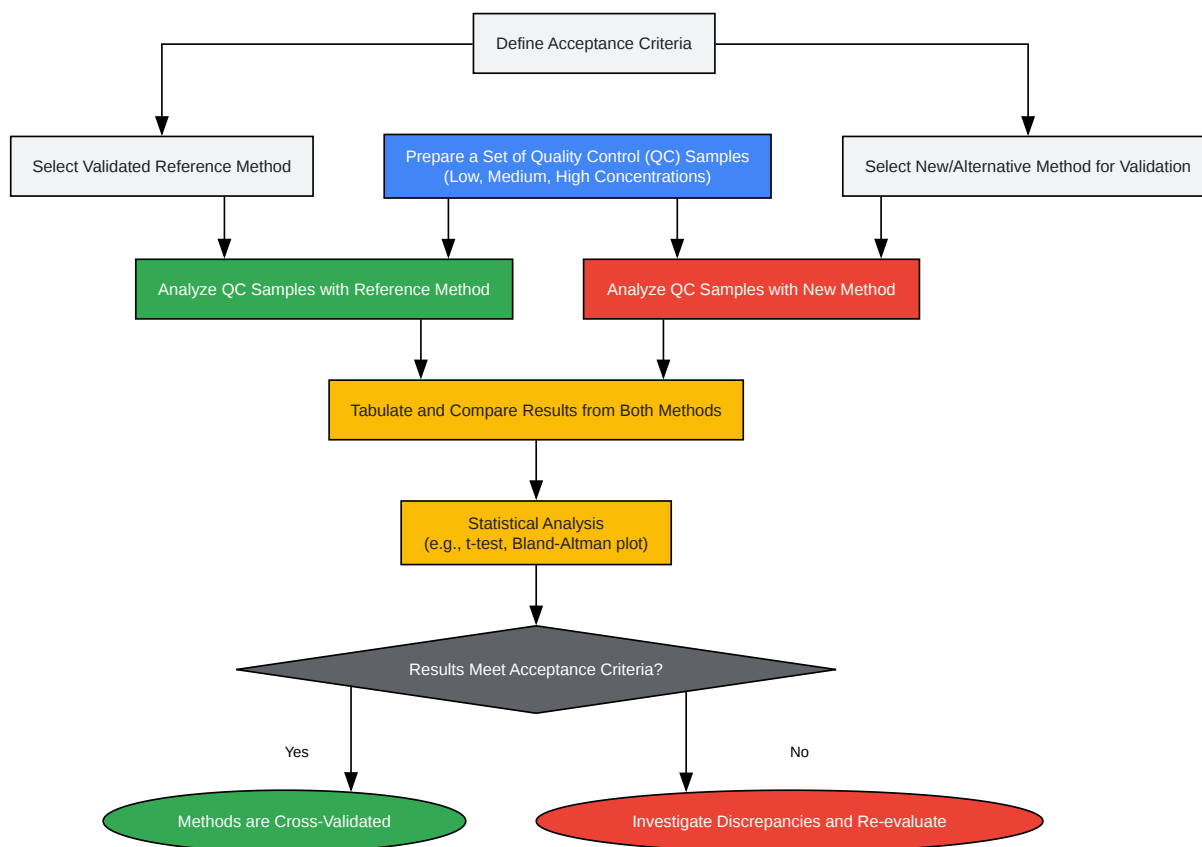 Define Acceptance Criteria
Select Validated Reference Method
Prepare a Set of Quality Control (QC) Samples
(Low, Medium, High Concentrations)
Select New/Alternative Method for Validation
Analyze QC Samples with Reference Method
Analyze QC Samples with New Method
Tabulate and Compare Results from Both Methods
Statistical Analysis
(e.g., t-test, Bland-Altman plot)
Results Meet Acceptance Criteria?
Yes
No
Methods are Cross-Validated
Investigate Discrepancies and Re-evaluate